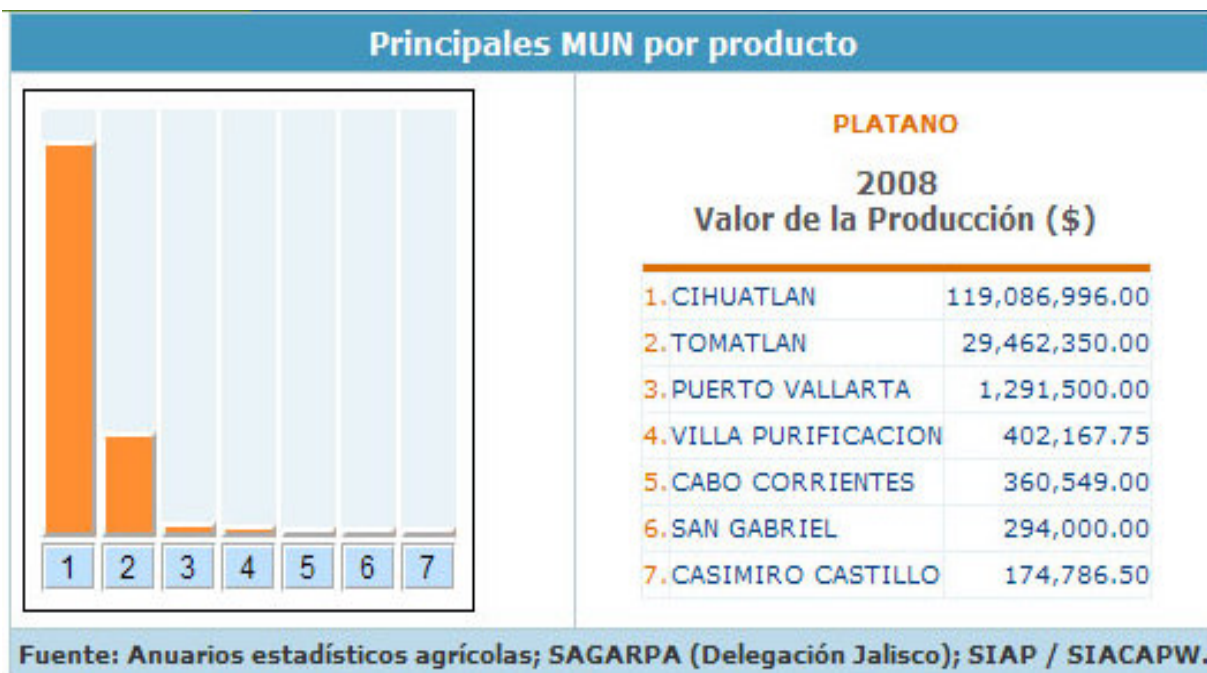 Principales MUN por producto
1 2 3 4 5 6 7
PLATANO
2008
Valor de la Producción ($)
1. CIHUATLAN 119,086,996.00
2. TOMATLAN 29,462,350.00
3. PUERTO VALLARTA 1,291,500.00
4. VILLA PURIFICACION 402,167.75
5. CABO CORRIENTES 360,549.00
6. SAN GABRIEL 294,000.00
7. CASIMIRO CASTILLO 174,786.50
Fuente: Anuarios estadísticos agrícolas; SAGARPA (Delegación Jalisco); SIAP / SIACAPW.